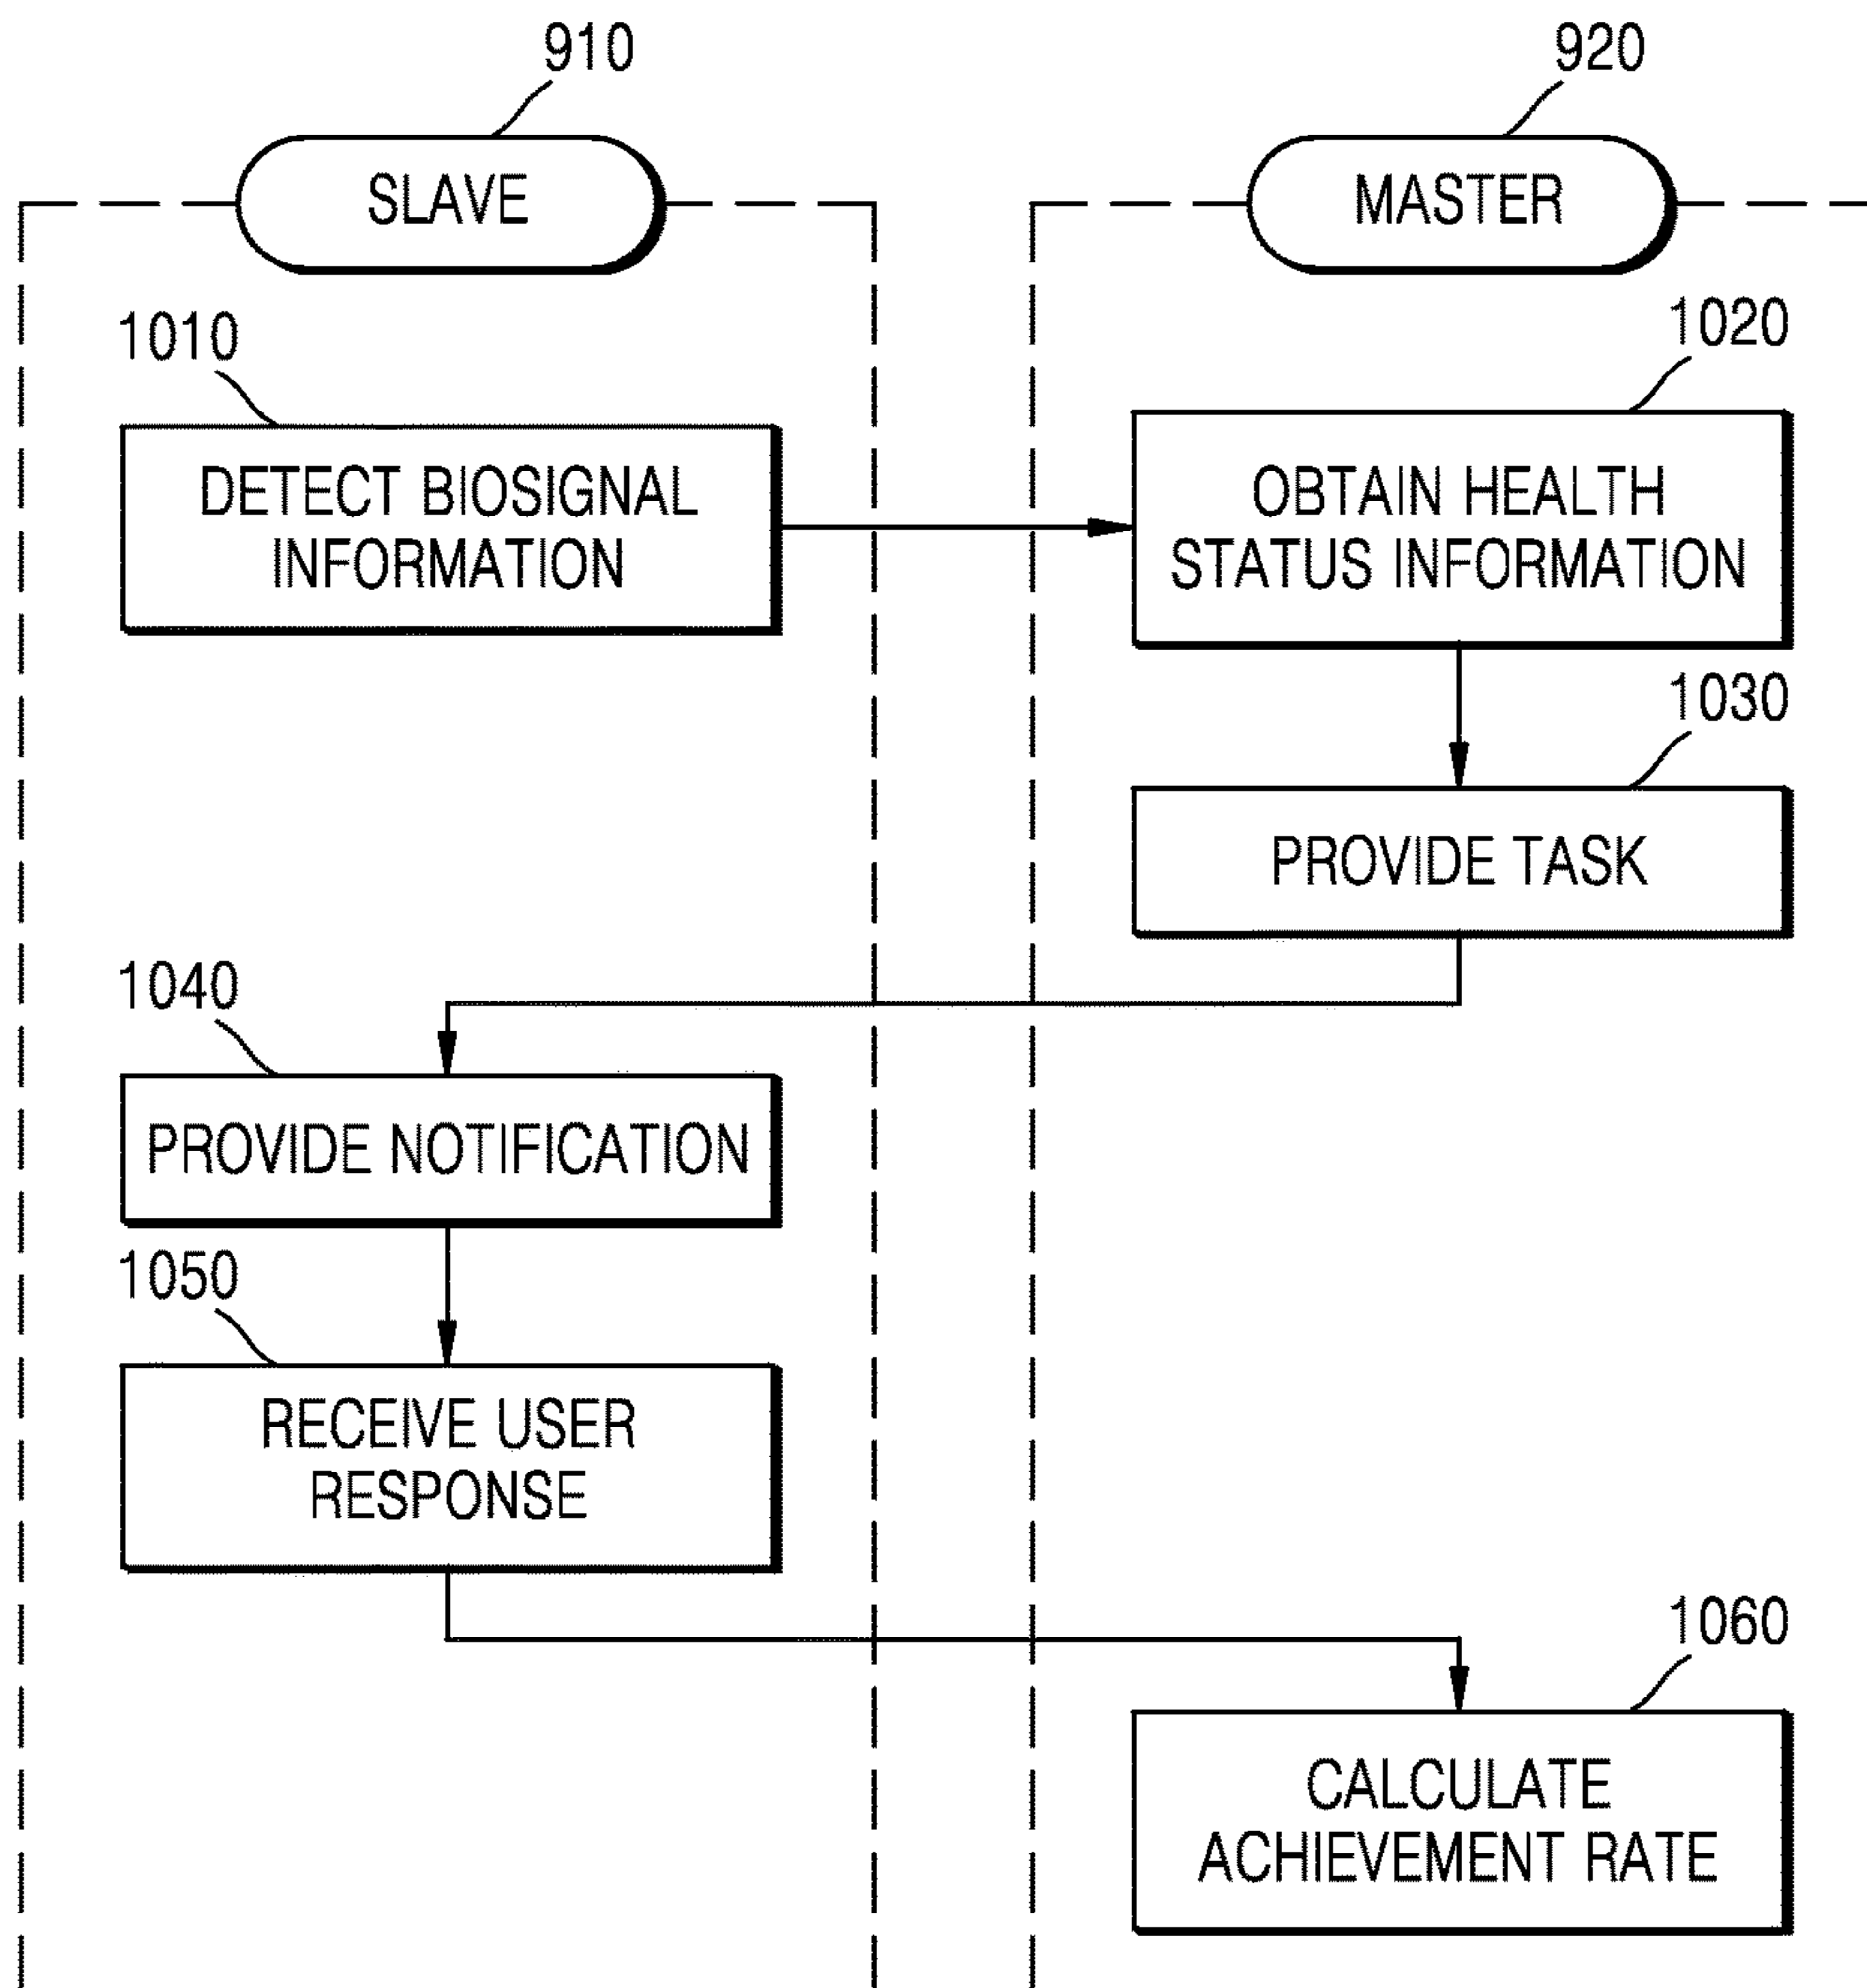 910
920
SLAVE
MASTER
1010
1020
DETECT BIOSIGNAL
INFORMATION
OBTAIN HEALTH
STATUS INFORMATION
1030
PROVIDE TASK
1040
PROVIDE NOTIFICATION
1050
RECEIVE USER
RESPONSE
1060
CALCULATE
ACHIEVEMENT RATE